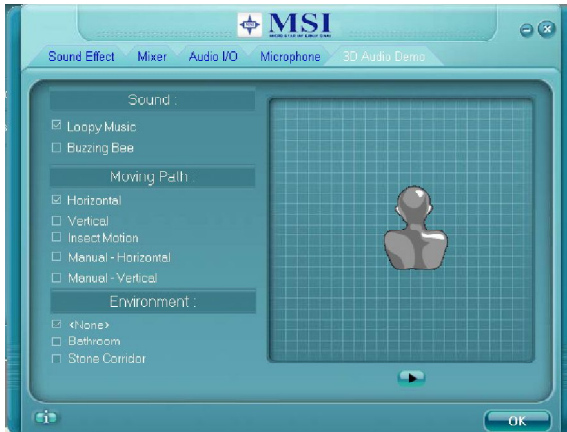 MSI
Sound Effect Mixer Audio I/O Microphone 3D Audio Demo
Sound :
Loopy Music
Buzzing Bee
Moving Path :
Horizontal
Vertical
Insect Motion
Manual - Horizontal
Manual - Vertical
Environment :
<None>
Bathroom
Stone Corridor
OK